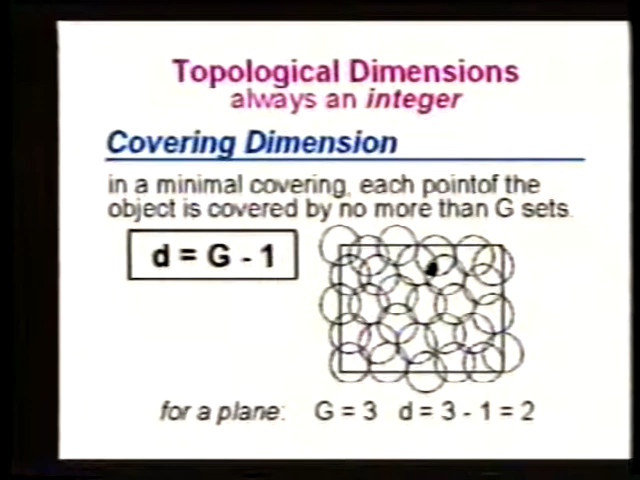 Topological Dimensions
always an integer
Covering Dimension
in a minimal covering, each pointof the
object is covered by no more than G sets.
d = G - 1
for a plane: G = 3 d = 3 - 1 = 2